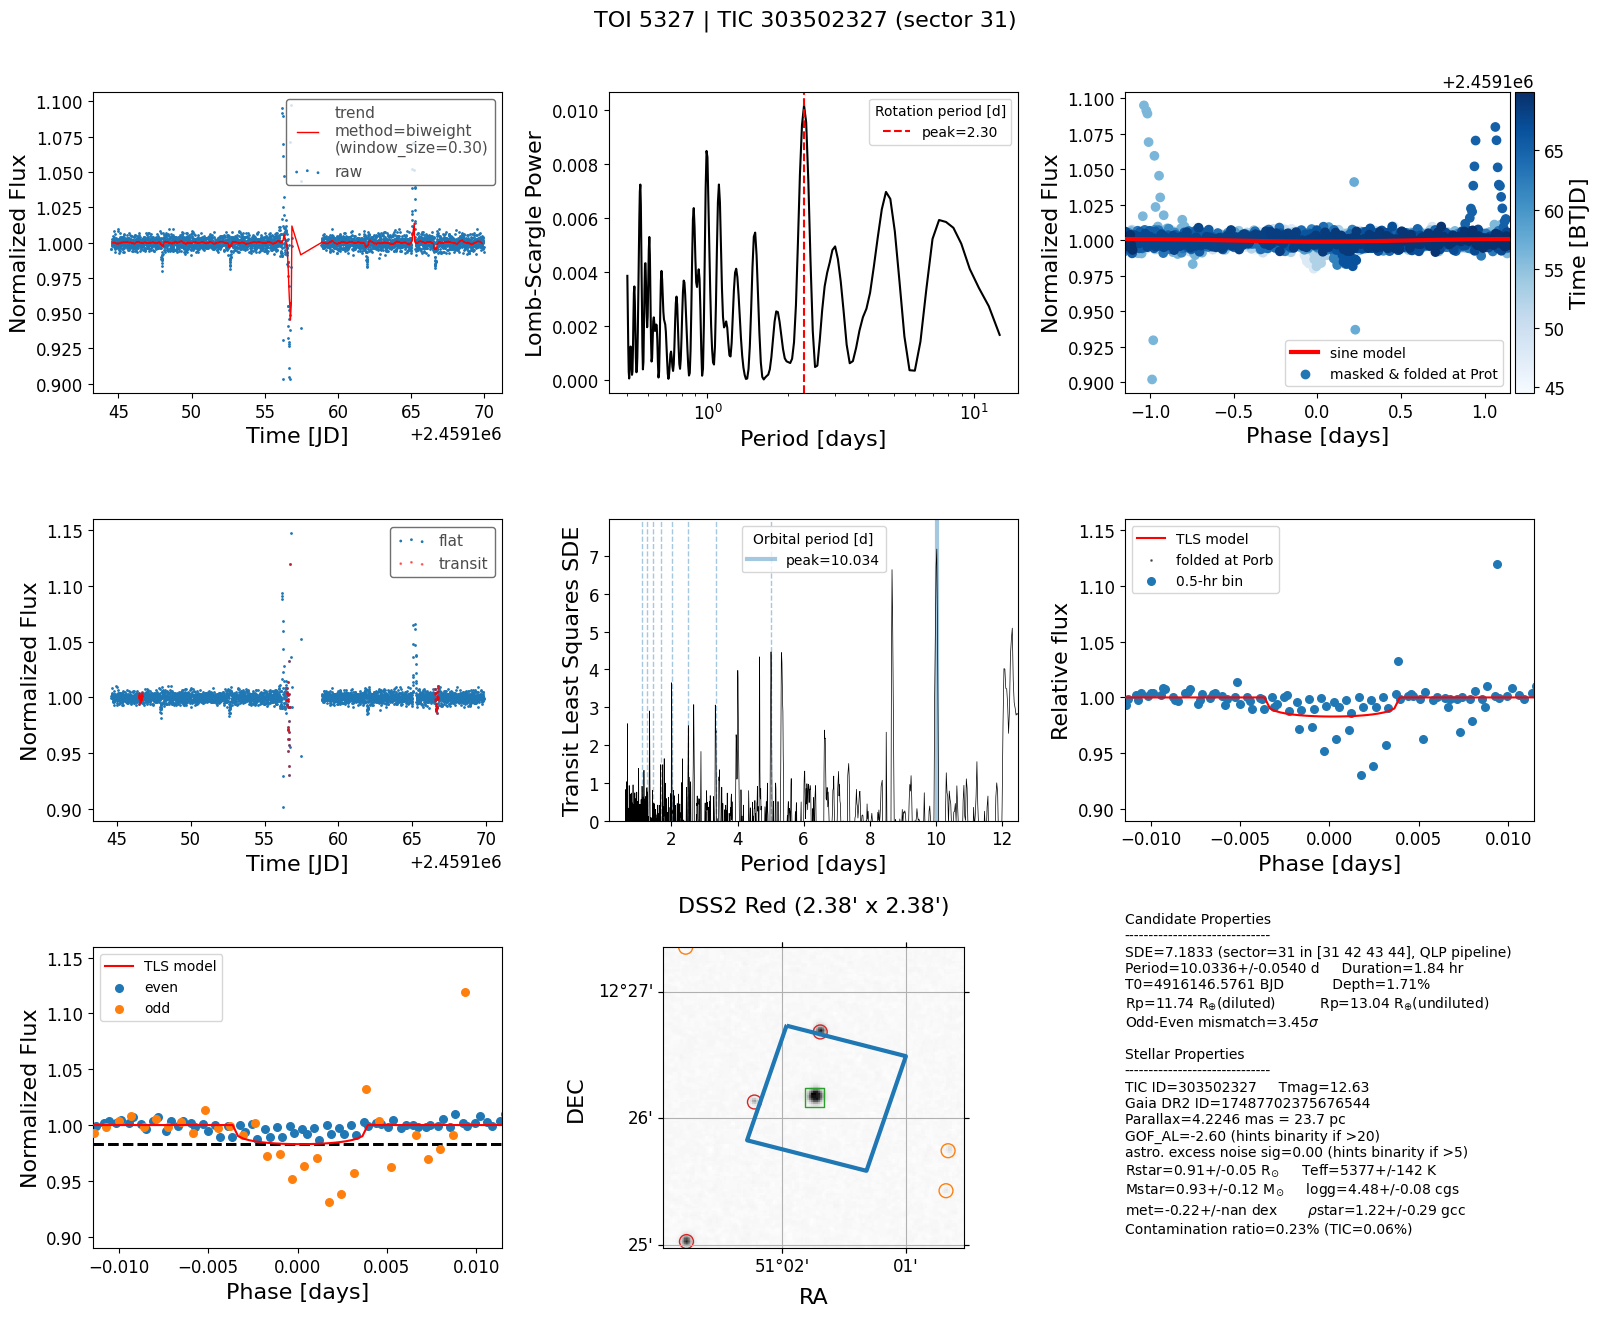 TOI 5327 | TIC 303502327 (sector 31)
Normalized Flux
1.100
1.075
1.050
1.025
1.000
0.975
0.950
0.925
0.900
trend
method=biweight
(window_size=0.30)
raw
45 50 55 60 65 70
Time [JD]
+2.4591e6
Lomb-Scargle Power
0.010
0.008
0.006
0.004
0.002
0.000
Rotation period [d]
peak=2.30
10^0 10^1
Period [days]
Normalized Flux
1.100
1.075
1.050
1.025
1.000
0.975
0.950
0.925
0.900
sine model
masked & folded at Prot
−1.0 −0.5 0.0 0.5 1.0
Phase [days]
+2.4591e6
65
60
55
50
45
Time [BTJD]
Normalized Flux
1.15
1.10
1.05
1.00
0.95
0.90
flat
transit
45 50 55 60 65 70
Time [JD]
+2.4591e6
Transit Least Squares SDE
7
6
5
4
3
2
1
0
Orbital period [d]
peak=10.034
2 4 6 8 10 12
Period [days]
Relative flux
1.15
1.10
1.05
1.00
0.95
0.90
TLS model
folded at Porb
0.5-hr bin
−0.010 −0.005 0.000 0.005 0.010
Phase [days]
Normalized Flux
1.15
1.10
1.05
1.00
0.95
0.90
TLS model
even
odd
−0.010 −0.005 0.000 0.005 0.010
Phase [days]
DSS2 Red (2.38' x 2.38')
DEC
12°27'
26'
25'
51°02' 01'
RA
Candidate Properties
------------------------------
SDE=7.1833 (sector=31 in [31 42 43 44], QLP pipeline)
Period=10.0336+/-0.0540 d Duration=1.84 hr
T0=4916146.5761 BJD Depth=1.71%
Rp=11.74 R⊕(diluted) Rp=13.04 R⊕(undiluted)
Odd-Even mismatch=3.45σ
Stellar Properties
------------------------------
TIC ID=303502327 Tmag=12.63
Gaia DR2 ID=17487702375676544
Parallax=4.2246 mas = 23.7 pc
GOF_AL=-2.60 (hints binarity if >20)
astro. excess noise sig=0.00 (hints binarity if >5)
Rstar=0.91+/-0.05 R⊙ Teff=5377+/-142 K
Mstar=0.93+/-0.12 M⊙ logg=4.48+/-0.08 cgs
met=-0.22+/-nan dex ρstar=1.22+/-0.29 gcc
Contamination ratio=0.23% (TIC=0.06%)